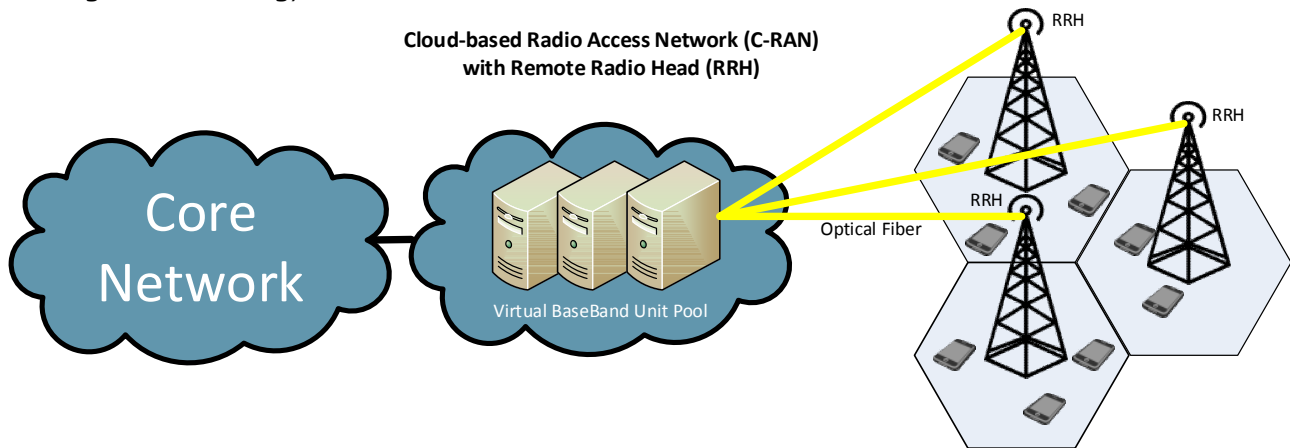 Cloud-based Radio Access Network (C-RAN)
with Remote Radio Head (RRH)
RRH
RRH
RRH
Optical Fiber
Core
Network
Virtual BaseBand Unit Pool